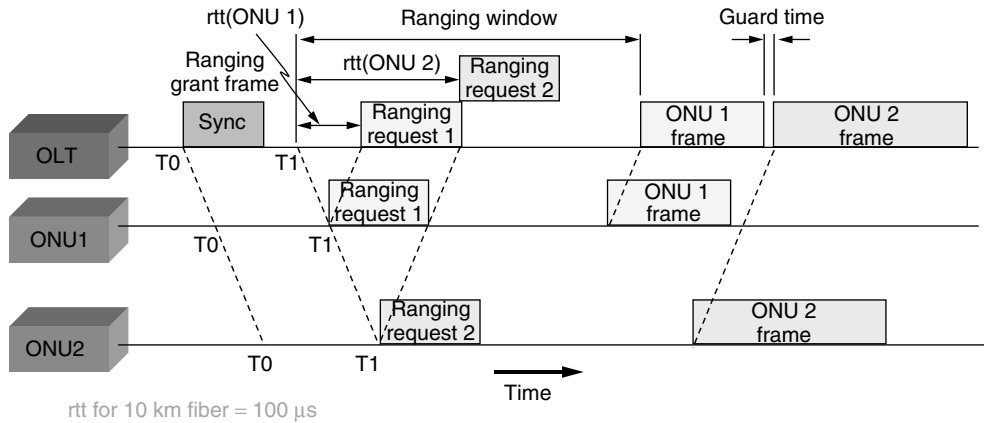 rtt(ONU 1)
Ranging window
Guard time
Ranging
grant frame
rtt(ONU 2)
Ranging
request 2
Sync
Ranging
request 1
ONU 1
frame
ONU 2
frame
OLT
T0
T1
Ranging
request 1
ONU 1
frame
ONU1
T0
T1
Ranging
request 2
ONU 2
frame
ONU2
T0
T1
Time
rtt for 10 km fiber = 100 μs